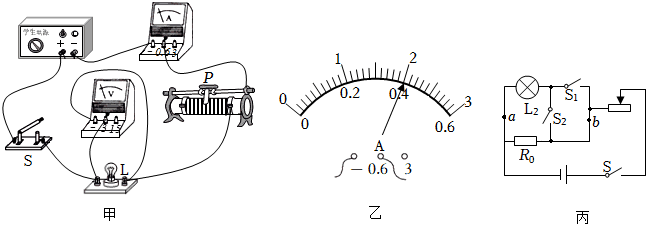 学生电源
+
−
A
− 0.6 3
V
− 3 15
P
S
L
甲
0 1 2 3
0 0.2 0.4 0.6
A
− 0.6 3
乙
L₂
S₁
S₂
a
b
R₀
S
丙